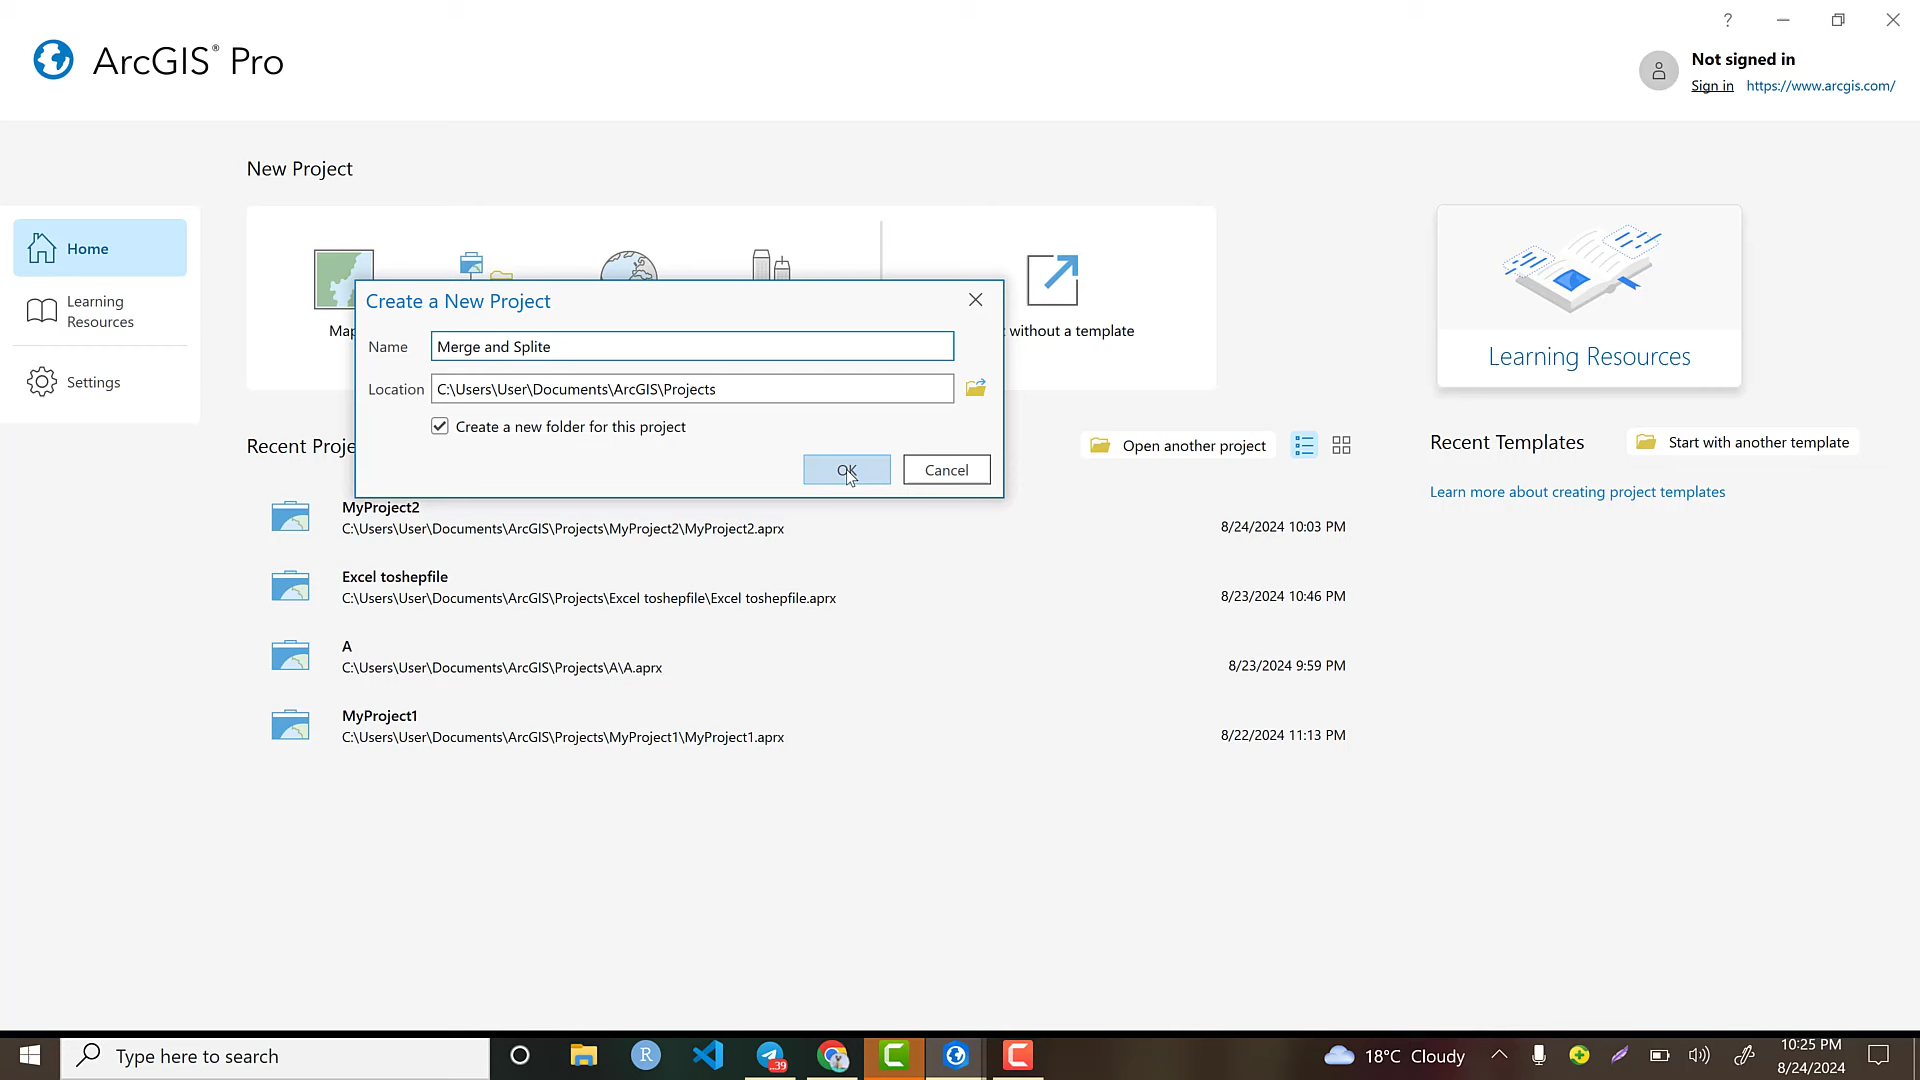 ArcGIS® Pro
?
Not signed in
Sign in https://www.arcgis.com/
New Project
Home
Learning
Resources
Settings
Map
without a template
Create a New Project
Name Merge and Splite
Location C:\Users\User\Documents\ArcGIS\Projects
Create a new folder for this project
OK
Cancel
Learning Resources
Recent Proje
Open another project
Recent Templates
Start with another template
Learn more about creating project templates
MyProject2
C:\Users\User\Documents\ArcGIS\Projects\MyProject2\MyProject2.aprx
8/24/2024 10:03 PM
Excel toshepfile
C:\Users\User\Documents\ArcGIS\Projects\Excel toshepfile\Excel toshepfile.aprx
8/23/2024 10:46 PM
A
C:\Users\User\Documents\ArcGIS\Projects\A\A.aprx
8/23/2024 9:59 PM
MyProject1
C:\Users\User\Documents\ArcGIS\Projects\MyProject1\MyProject1.aprx
8/22/2024 11:13 PM
Type here to search
R
39
18°C Cloudy
10:25 PM
8/24/2024